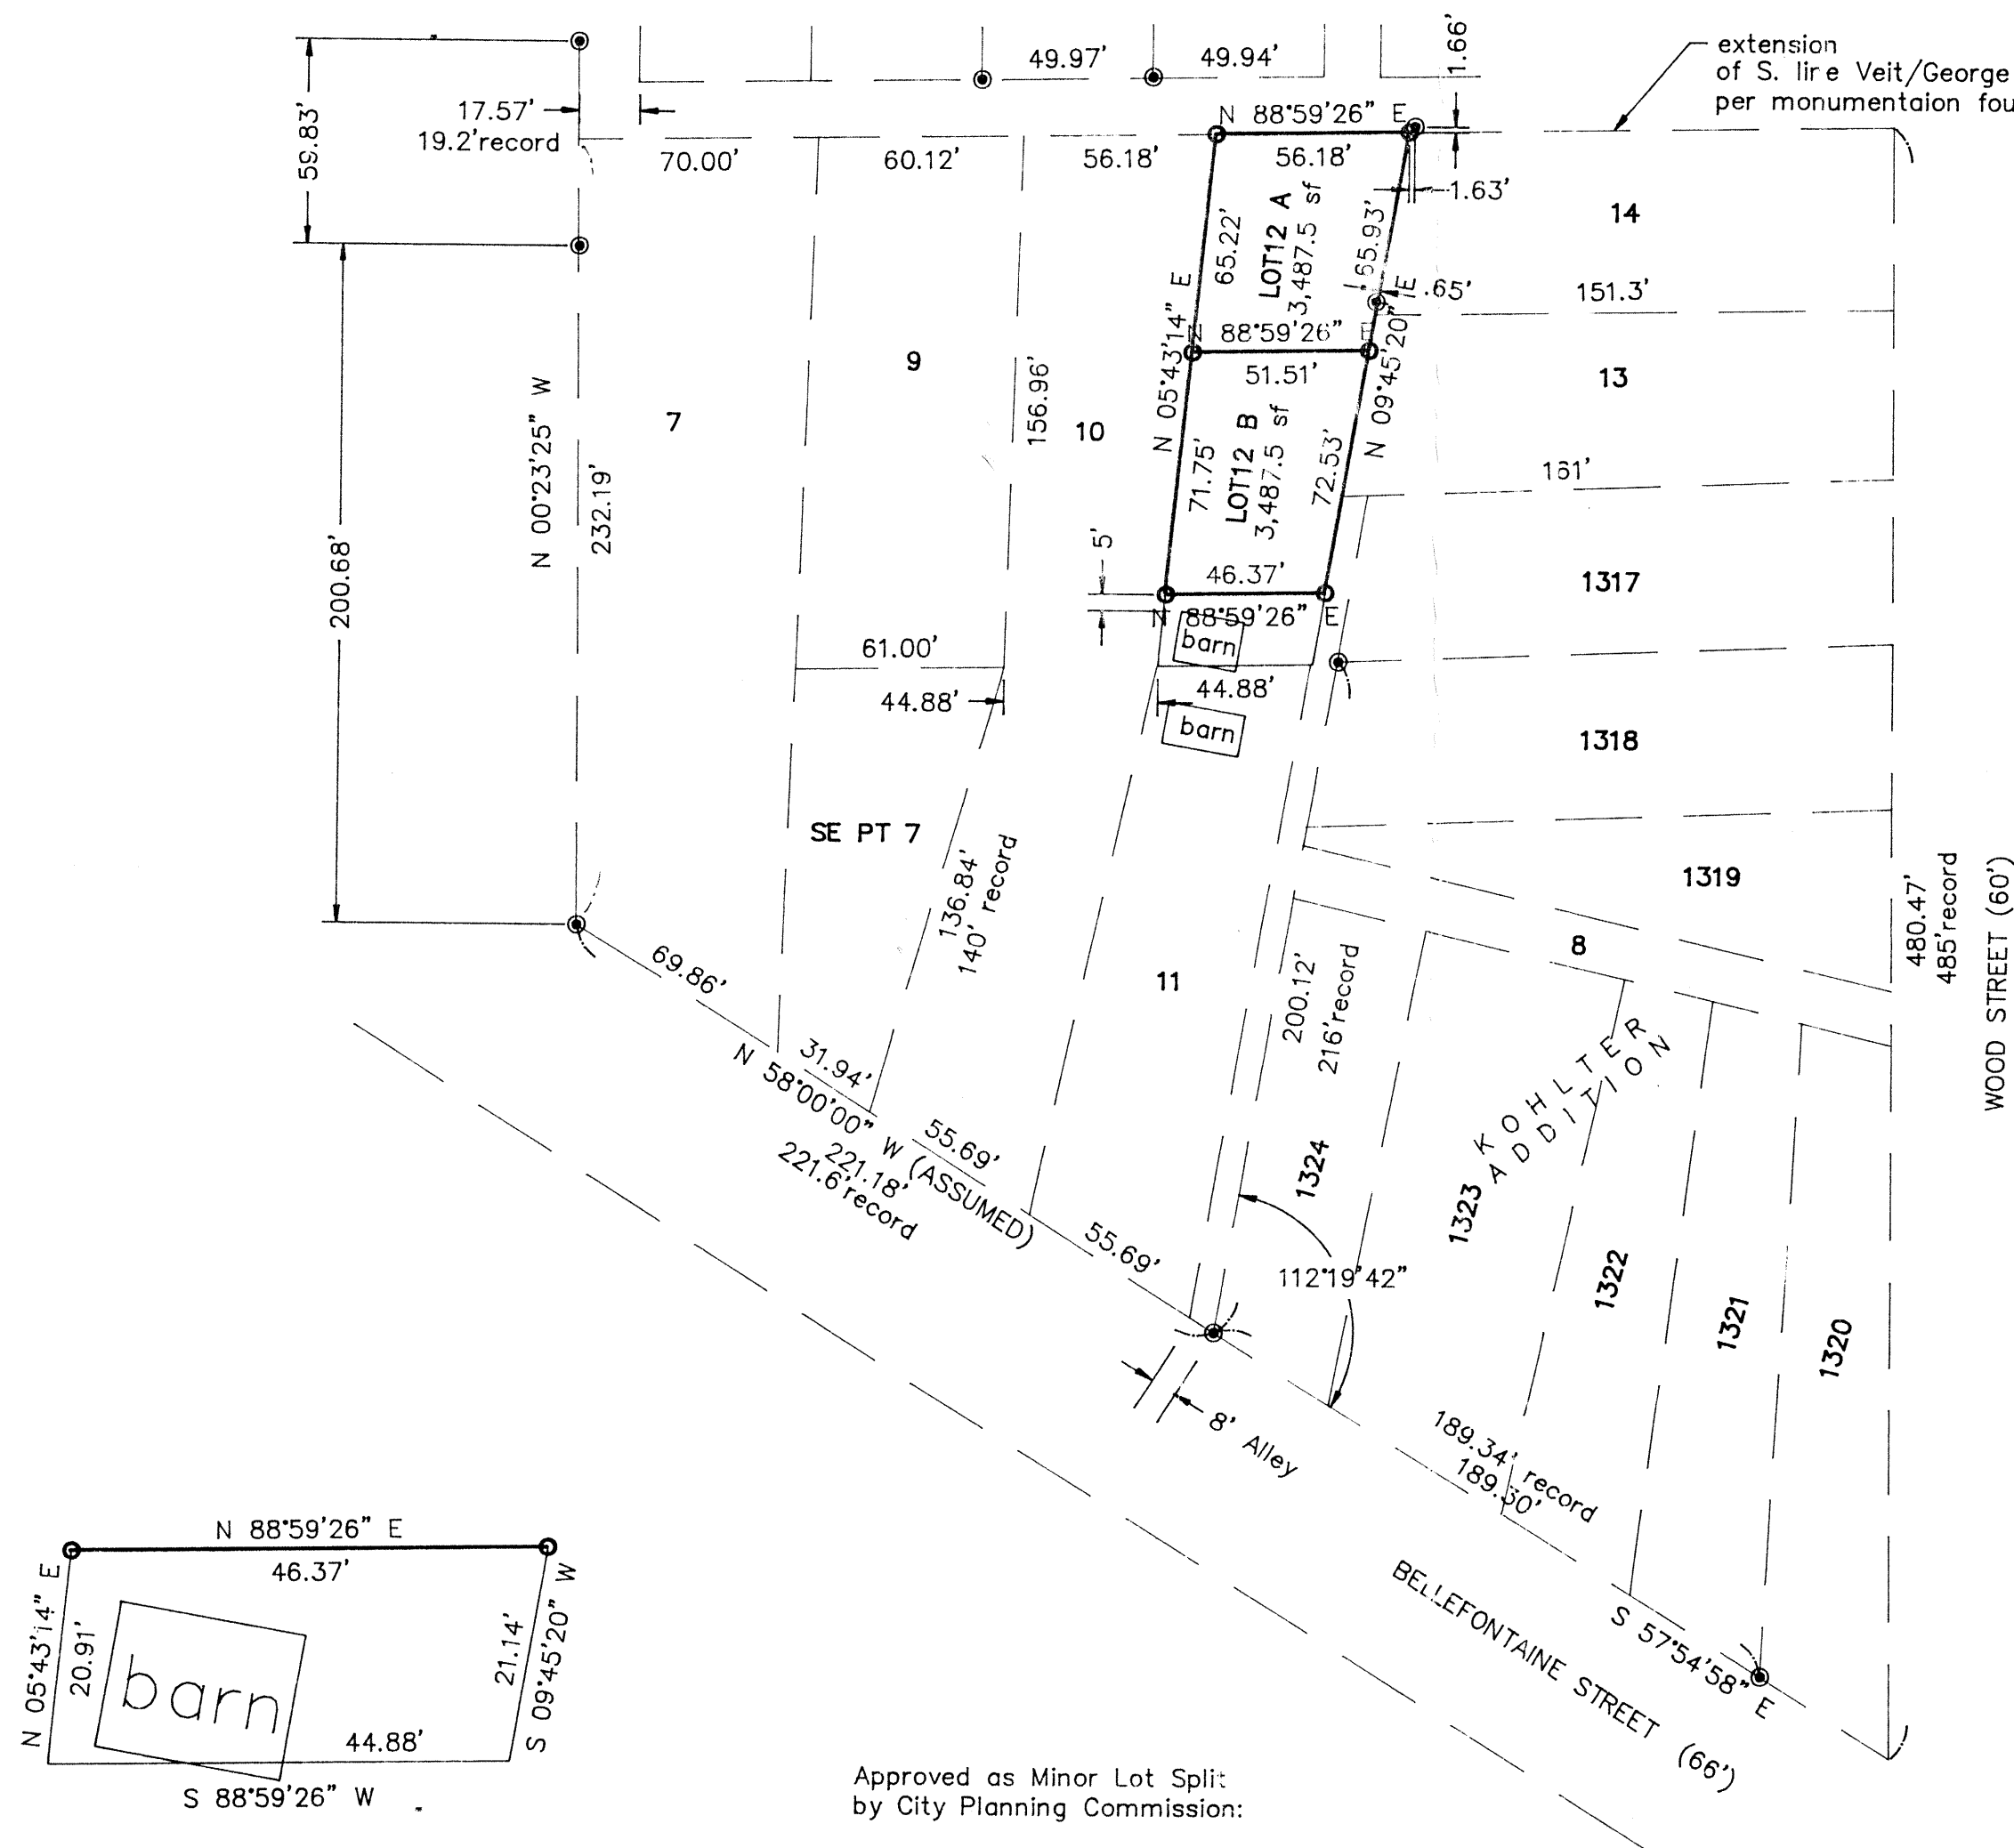 extension
of S. lire Veit/George
per monumentaion fou
1.66'
49.97'
49.94'
59.83'
17.57'
19.2'record
N 88°59'26" E
70.00'
60.12'
56.18'
56.18'
1.63'
14
65.22'
LOT12 A
3,487.5 sf
65.93'
.65'
151.3'
N 88°59'26" E
51.51'
N 05°43'14" E
N 09°45'20" E
9
13
7
10
156.96'
N 00°23'25" W
232.19'
71.75'
LOT12 B
3,487.5 sf
72.53'
161'
200.68'
5'
46.37'
N 88°59'26" E
1317
barn
61.00'
44.88'
44.88'
barn
1318
SE PT 7
136.84'
140' record
1319
480.47'
485'record
WOOD STREET (60')
8
11
69.86'
200.12'
216'record
31.94'
N 58°00'00" W (ASSUMED)
221.18'
221.6'record
55.69'
55.69'
KOHLTER
ADDITION
1324
1323
1322
1321
1320
112°19'42"
8' Alley
189.34' record
189.30'
BELLEFONTAINE STREET (66')
S 57°54'58" E
N 88°59'26" E
46.37'
N 05°43'14" E
20.91'
barn
21.14'
S 09°45'20" W
44.88'
S 88°59'26" W
Approved as Minor Lot Split
by City Planning Commission: